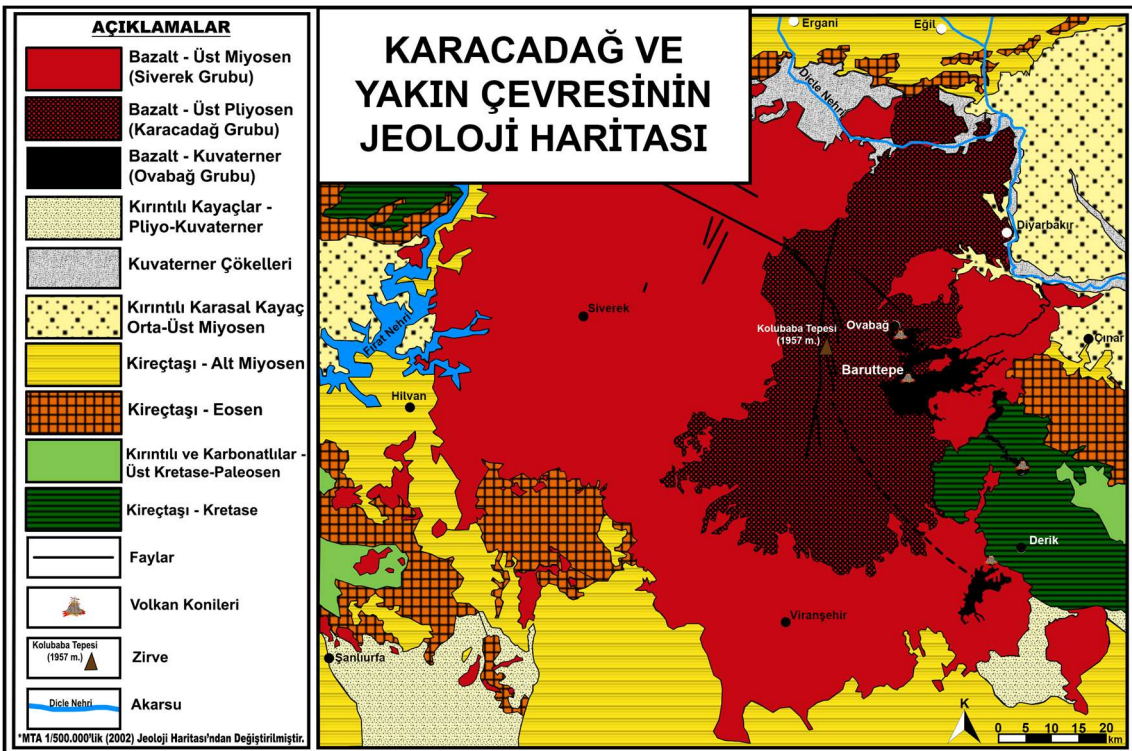 AÇIKLAMALAR
Bazalt - Üst Miyosen
(Siverek Grubu)
Bazalt - Üst Pliyosen
(Karacadağ Grubu)
Bazalt - Kuvaterner
(Ovabağ Grubu)
Kırıntılı Kayaçlar -
Pliyo-Kuvaterner
Kuvaterner Çökelleri
Kırıntılı Karasal Kayaç
Orta-Üst Miyosen
Kireçtaşı - Alt Miyosen
Kireçtaşı - Eosen
Kırıntılı ve Karbonatlılar -
Üst Kretase-Paleosen
Kireçtaşı - Kretase
Faylar
Volkan Konileri
Kolubaba Tepesi
(1957 m.)
Zirve
Dicle Nehri
Akarsu
*MTA 1/500.000'lik (2002) Jeoloji Haritası'ndan Değiştirilmiştir.
KARACADAĞ VE
YAKIN ÇEVRESİNİN
JEOLOJİ HARİTASI
Ergani
Eğil
Dicle Nehri
Diyarbakır
Siverek
Fırat Nehri
Kolubaba Tepesi
(1957 m.)
Ovabağ
Çınar
Baruttepe
Hilvan
Derik
Viranşehir
Şanlıurfa
K
0 5 10 15 20
km